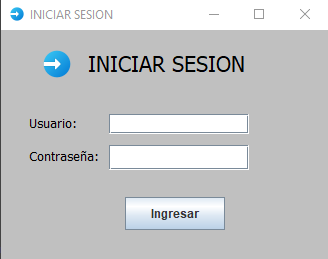 INICIAR SESION
INICIAR SESION
Usuario:
Contraseña:
Ingresar